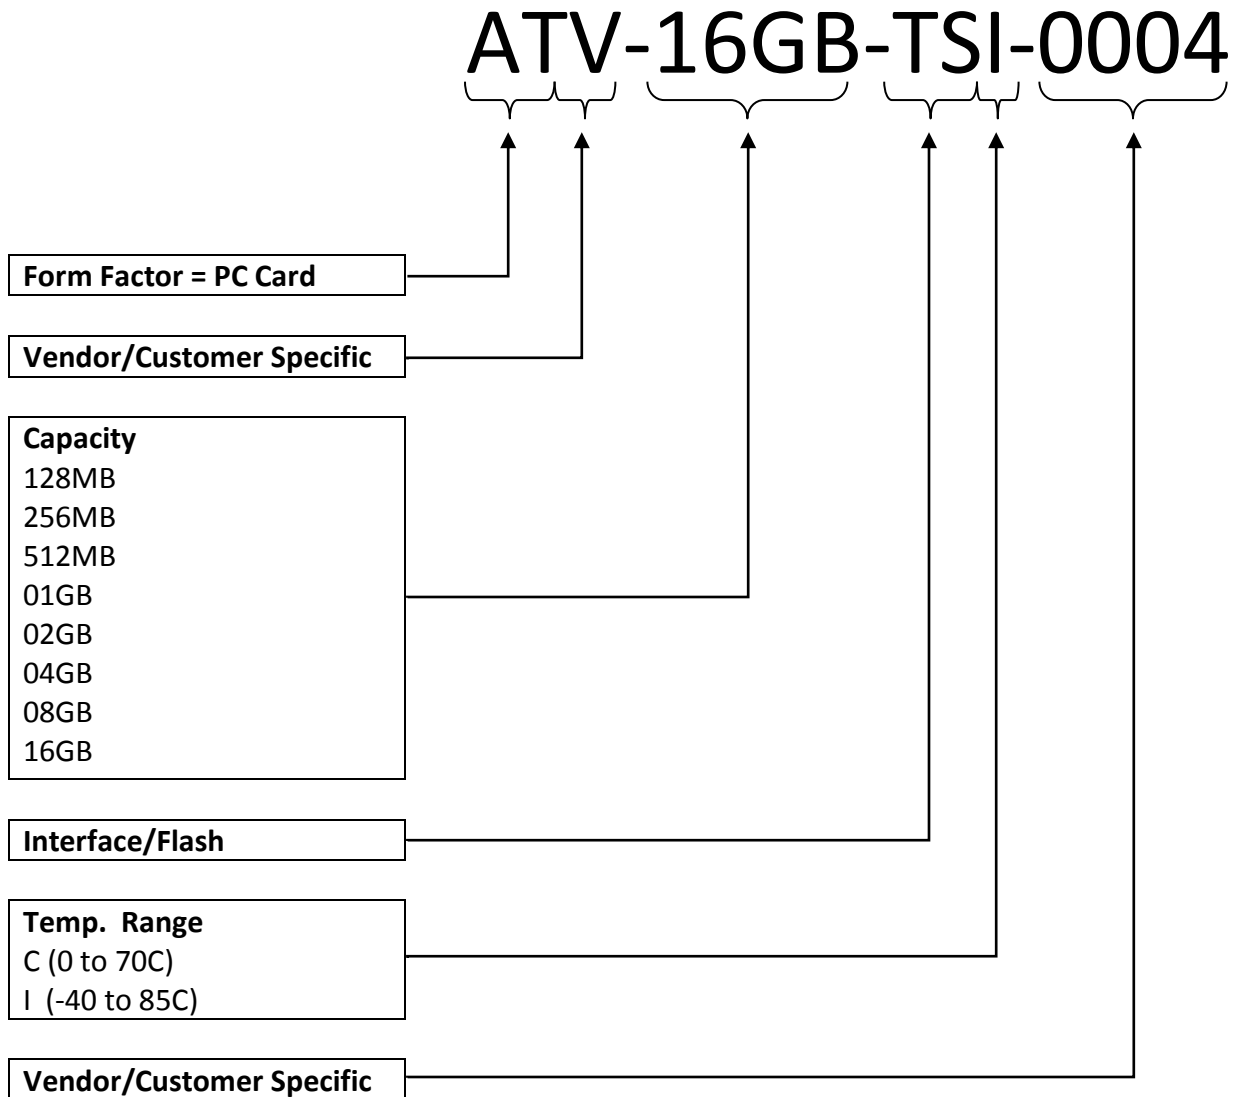 ATV-16GB-TSI-0004
Form Factor = PC Card
Vendor/Customer Specific
Capacity
128MB
256MB
512MB
01GB
02GB
04GB
08GB
16GB
Interface/Flash
Temp. Range
C (0 to 70C)
I (-40 to 85C)
Vendor/Customer Specific